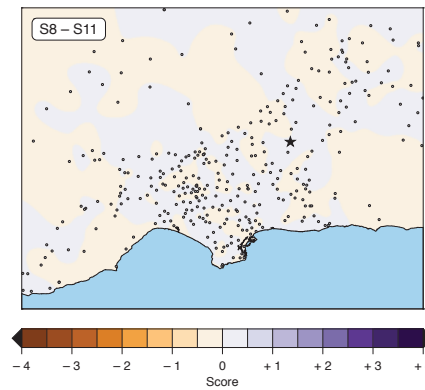 S8 – S11
– 4 – 3 – 2 – 1 0 + 1 + 2 + 3 +
Score